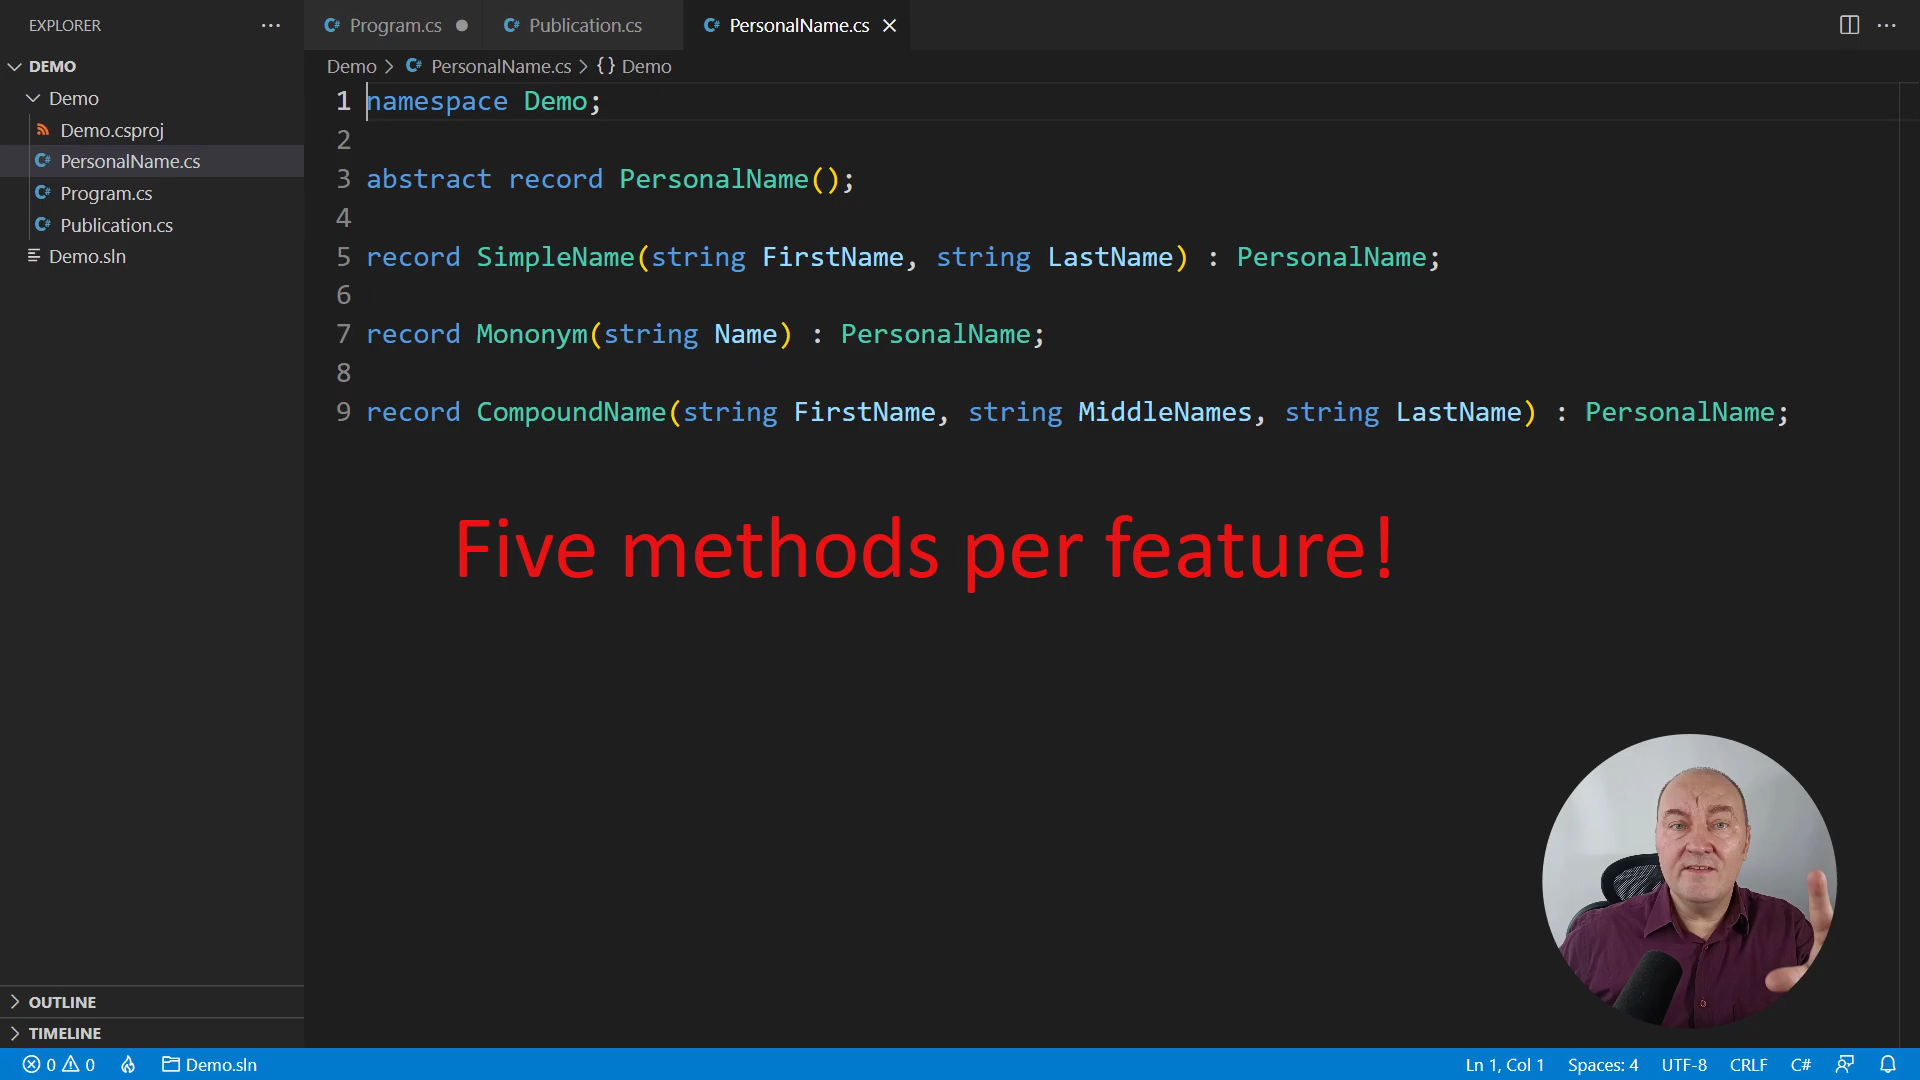 EXPLORER
DEMO
Demo
Demo.csproj
PersonalName.cs
Program.cs
Publication.cs
Demo.sln
OUTLINE
TIMELINE
Program.cs
Publication.cs
PersonalName.cs
Demo > PersonalName.cs > {} Demo
1 namespace Demo;
2
3 abstract record PersonalName();
4
5 record SimpleName(string FirstName, string LastName) : PersonalName;
6
7 record Mononym(string Name) : PersonalName;
8
9 record CompoundName(string FirstName, string MiddleNames, string LastName) : PersonalName;
Five methods per feature!
0 0 Demo.sln Ln 1, Col 1 Spaces: 4 UTF-8 CRLF C#